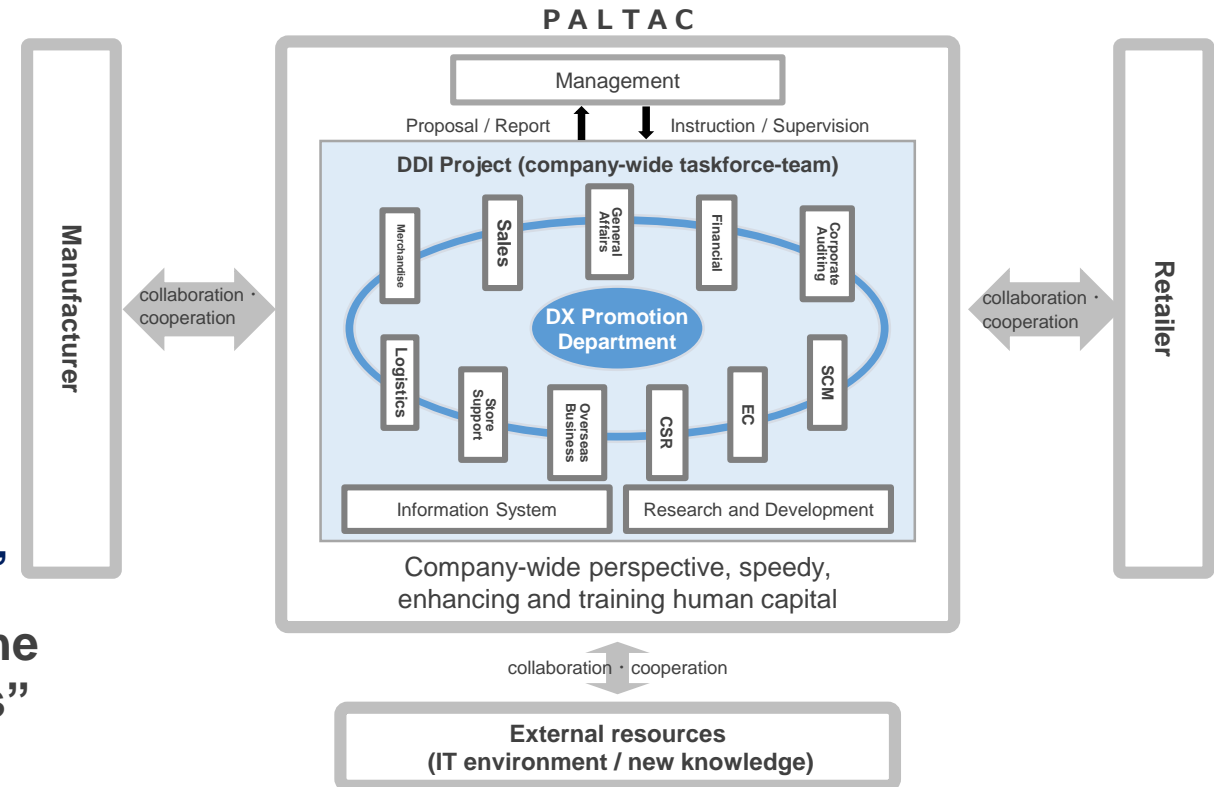 PALTAC
Management
Proposal / Report
Instruction / Supervision
DDI Project (company-wide taskforce-team)
Merchandise
Sales
General
Affairs
Financial
Corporate
Auditing
DX Promotion
Department
Logistics
Store
Support
Overseas
Business
CSR
EC
SCM
Information System
Research and Development
Company-wide perspective, speedy,
enhancing and training human capital
Manufacturer
collaboration・
cooperation
collaboration・
cooperation
Retailer
collaboration・cooperation
External resources
(IT environment / new knowledge)